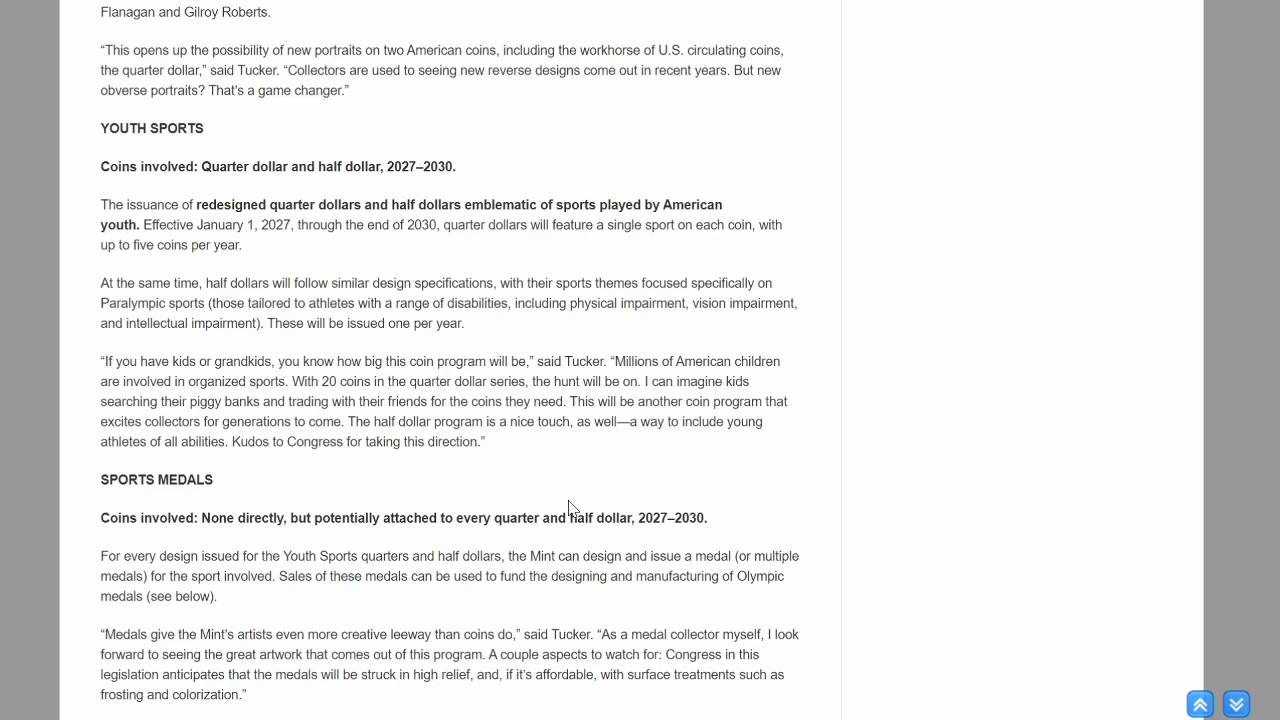 Flanagan and Gilroy Roberts.
“This opens up the possibility of new portraits on two American coins, including the workhorse of U.S. circulating coins,
the quarter dollar,” said Tucker. “Collectors are used to seeing new reverse designs come out in recent years. But new
obverse portraits? That’s a game changer.”
YOUTH SPORTS
Coins involved: Quarter dollar and half dollar, 2027–2030.
The issuance of redesigned quarter dollars and half dollars emblematic of sports played by American
youth. Effective January 1, 2027, through the end of 2030, quarter dollars will feature a single sport on each coin, with
up to five coins per year.
At the same time, half dollars will follow similar design specifications, with their sports themes focused specifically on
Paralympic sports (those tailored to athletes with a range of disabilities, including physical impairment, vision impairment,
and intellectual impairment). These will be issued one per year.
“If you have kids or grandkids, you know how big this coin program will be,” said Tucker. “Millions of American children
are involved in organized sports. With 20 coins in the quarter dollar series, the hunt will be on. I can imagine kids
searching their piggy banks and trading with their friends for the coins they need. This will be another coin program that
excites collectors for generations to come. The half dollar program is a nice touch, as well—a way to include young
athletes of all abilities. Kudos to Congress for taking this direction.”
SPORTS MEDALS
Coins involved: None directly, but potentially attached to every quarter and half dollar, 2027–2030.
For every design issued for the Youth Sports quarters and half dollars, the Mint can design and issue a medal (or multiple
medals) for the sport involved. Sales of these medals can be used to fund the designing and manufacturing of Olympic
medals (see below).
“Medals give the Mint’s artists even more creative leeway than coins do,” said Tucker. “As a medal collector myself, I look
forward to seeing the great artwork that comes out of this program. A couple aspects to watch for: Congress in this
legislation anticipates that the medals will be struck in high relief, and, if it’s affordable, with surface treatments such as
frosting and colorization.”